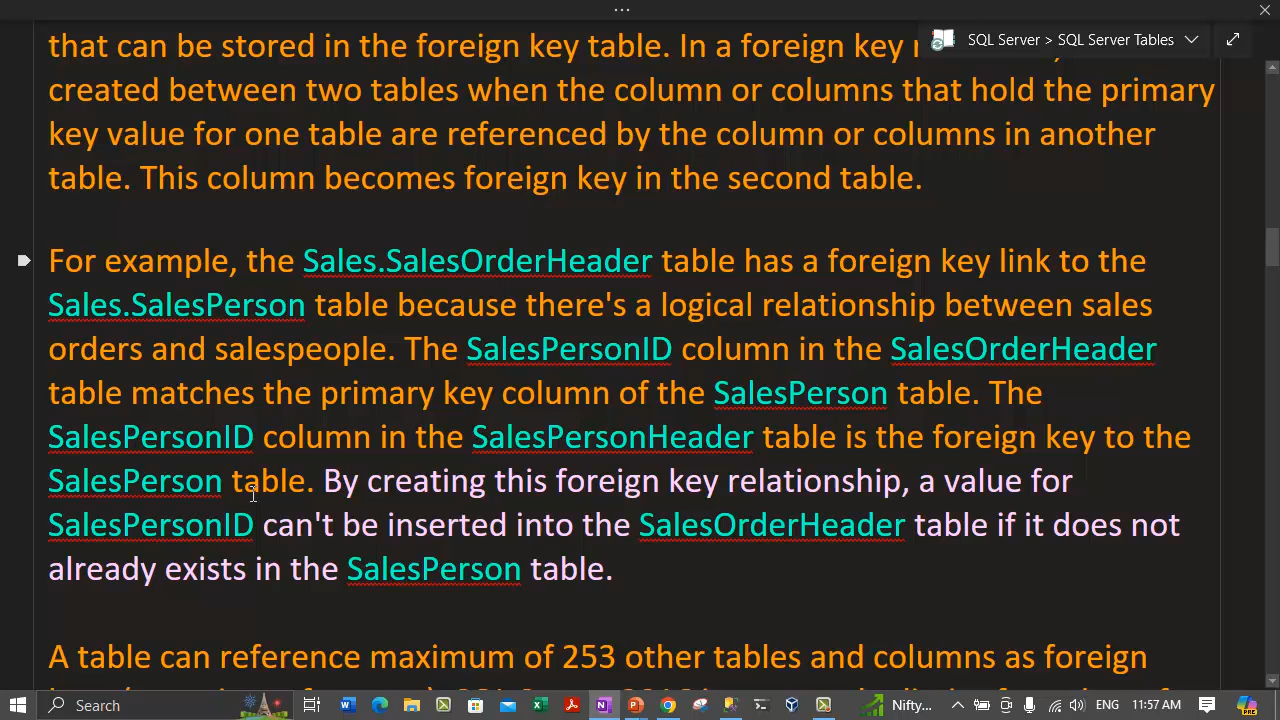 ...
SQL Server > SQL Server Tables
that can be stored in the foreign key table. In a foreign key
created between two tables when the column or columns that hold the primary
key value for one table are referenced by the column or columns in another
table. This column becomes foreign key in the second table.
For example, the Sales.SalesOrderHeader table has a foreign key link to the
Sales.SalesPerson table because there's a logical relationship between sales
orders and salespeople. The SalesPersonID column in the SalesOrderHeader
table matches the primary key column of the SalesPerson table. The
SalesPersonID column in the SalesPersonHeader table is the foreign key to the
SalesPerson table. By creating this foreign key relationship, a value for
SalesPersonID can't be inserted into the SalesOrderHeader table if it does not
already exists in the SalesPerson table.
A table can reference maximum of 253 other tables and columns as foreign
Search
Nifty...
ENG
11:57 AM